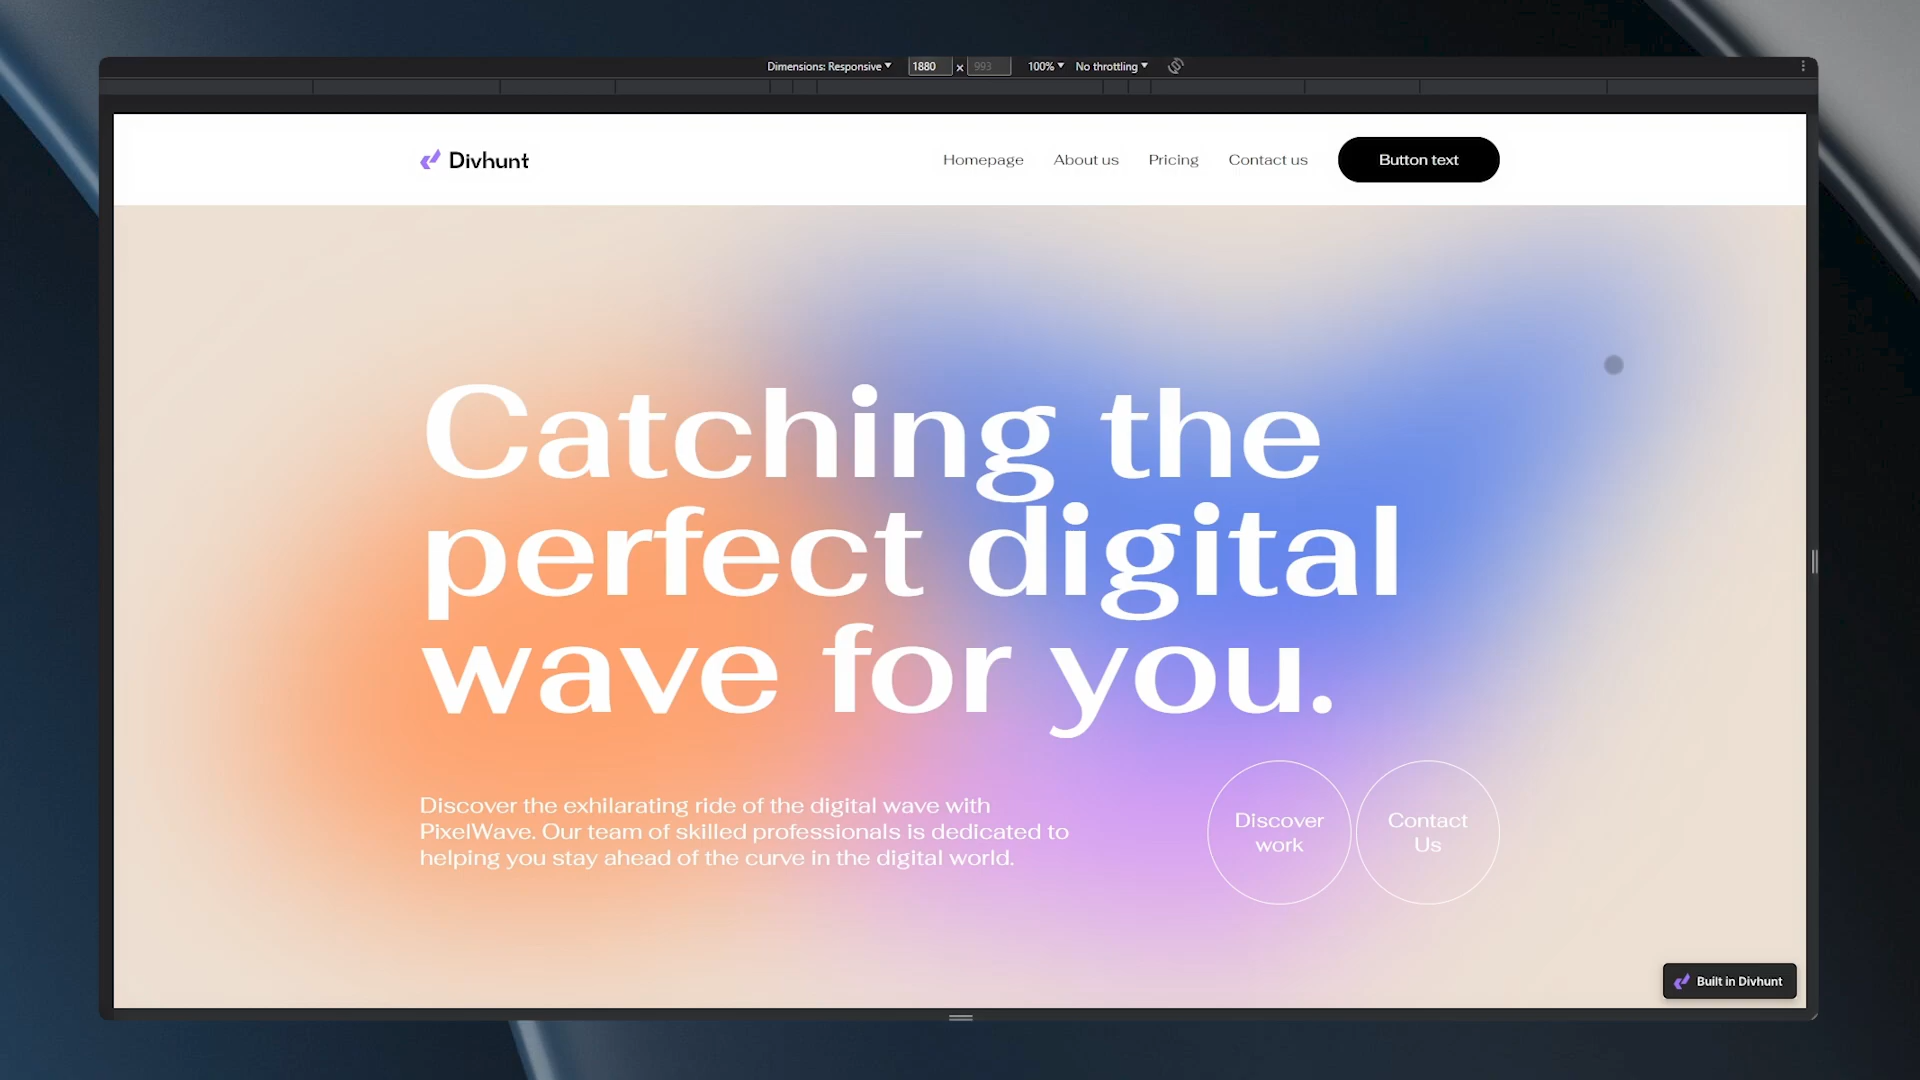 Dimensions: Responsive 1880 x 993 100% No throttling
Divhunt Homepage About us Pricing Contact us Button text
Catching the
perfect digital
wave for you.
Discover the exhilarating ride of the digital wave with
PixelWave. Our team of skilled professionals is dedicated to
helping you stay ahead of the curve in the digital world.
Discover
work
Contact
Us
Built in Divhunt